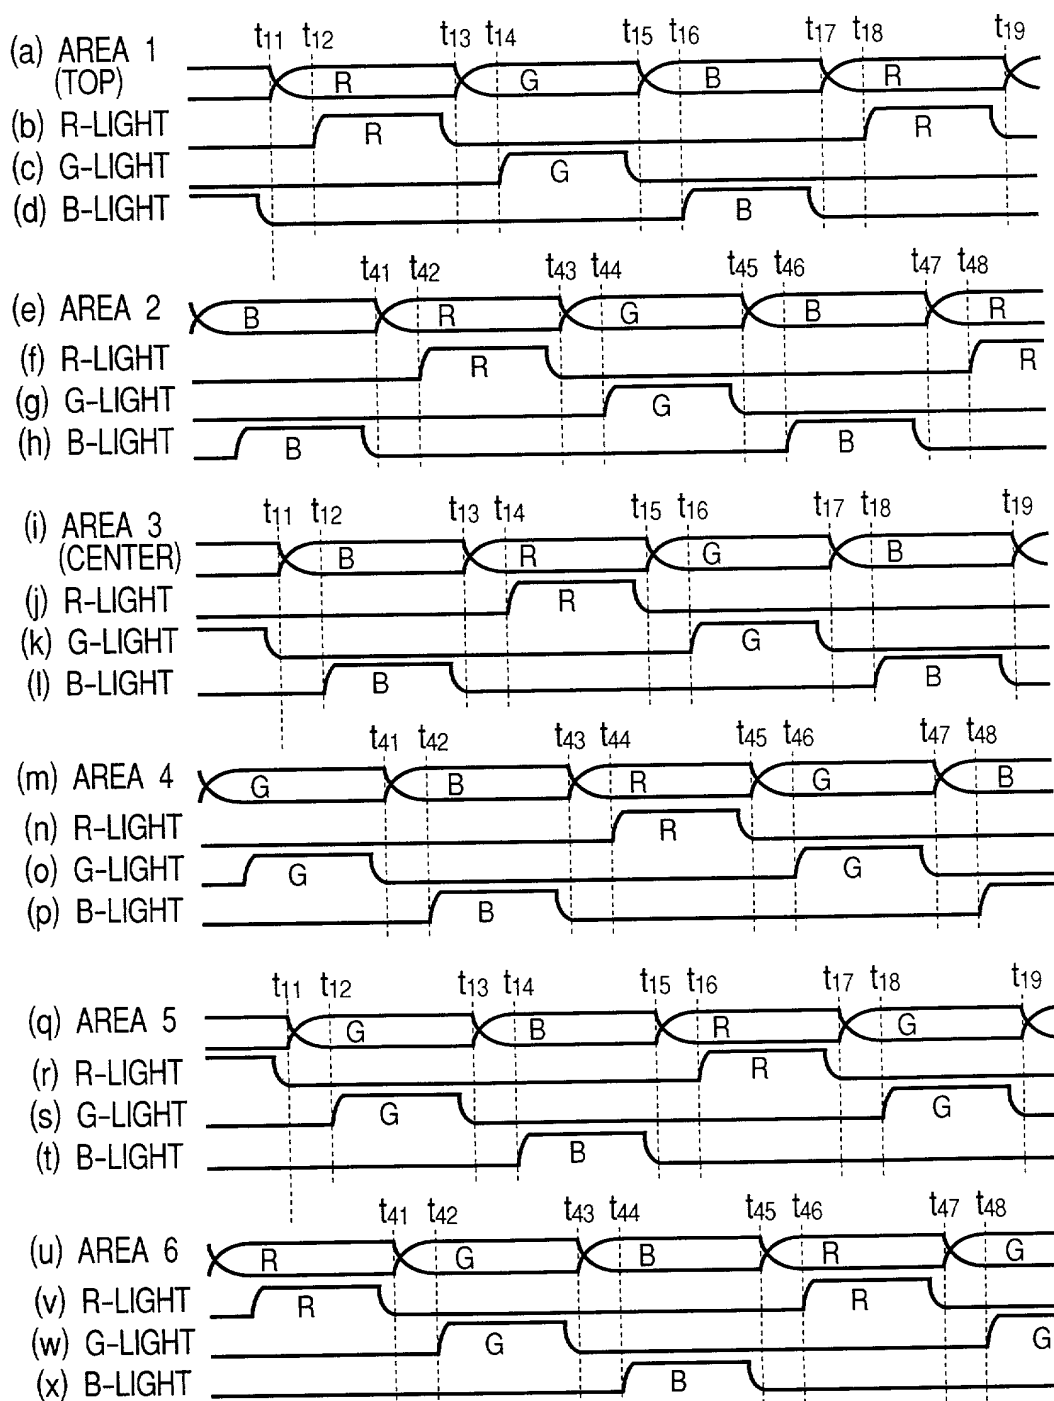 t11 t12 t13 t14 t15 t16 t17 t18 t19
(a) AREA 1 R G B R
(TOP)
(b) R-LIGHT R R
(c) G-LIGHT G
(d) B-LIGHT B
t41 t42 t43 t44 t45 t46 t47 t48
(e) AREA 2 B R G B R
(f) R-LIGHT R R
(g) G-LIGHT G
(h) B-LIGHT B B
t11 t12 t13 t14 t15 t16 t17 t18 t19
(i) AREA 3 B R G B
(CENTER)
(j) R-LIGHT R
(k) G-LIGHT G
(l) B-LIGHT B B
t41 t42 t43 t44 t45 t46 t47 t48
(m) AREA 4 G B R G B
(n) R-LIGHT R
(o) G-LIGHT G G
(p) B-LIGHT B
t11 t12 t13 t14 t15 t16 t17 t18 t19
(q) AREA 5 G B R G
(r) R-LIGHT R
(s) G-LIGHT G G
(t) B-LIGHT B
t41 t42 t43 t44 t45 t46 t47 t48
(u) AREA 6 R G B R G
(v) R-LIGHT R R
(w) G-LIGHT G G
(x) B-LIGHT B